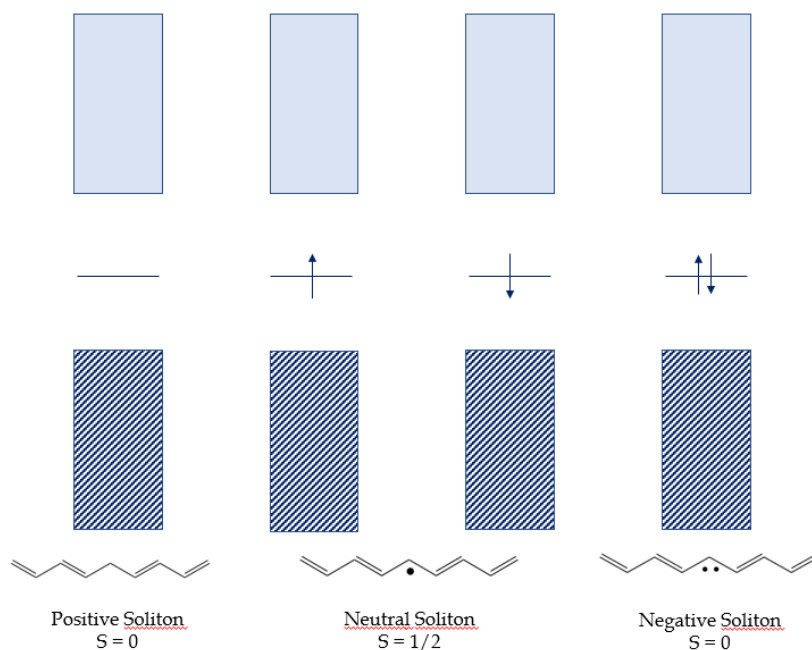 Positive Soliton
S = 0
Neutral Soliton
S = 1/2
Negative Soliton
S = 0